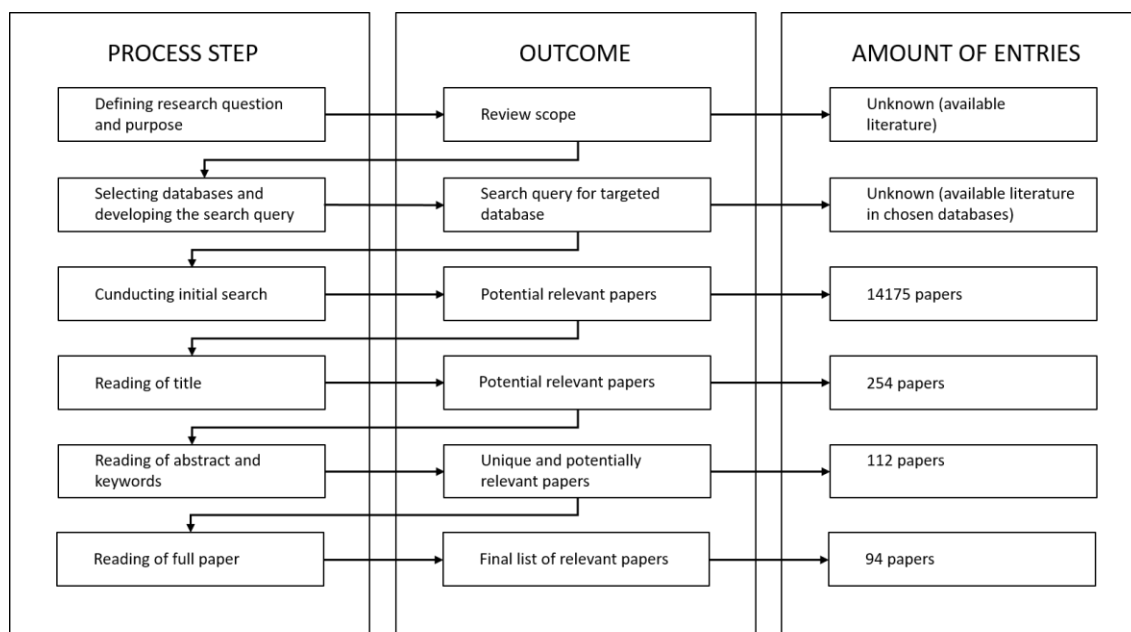 PROCESS STEP
OUTCOME
AMOUNT OF ENTRIES
Defining research question
and purpose
Review scope
Unknown (available
literature)
Selecting databases and
developing the search query
Search query for targeted
database
Unknown (available literature
in chosen databases)
Cunducting initial search
Potential relevant papers
14175 papers
Reading of title
Potential relevant papers
254 papers
Reading of abstract and
keywords
Unique and potentially
relevant papers
112 papers
Reading of full paper
Final list of relevant papers
94 papers